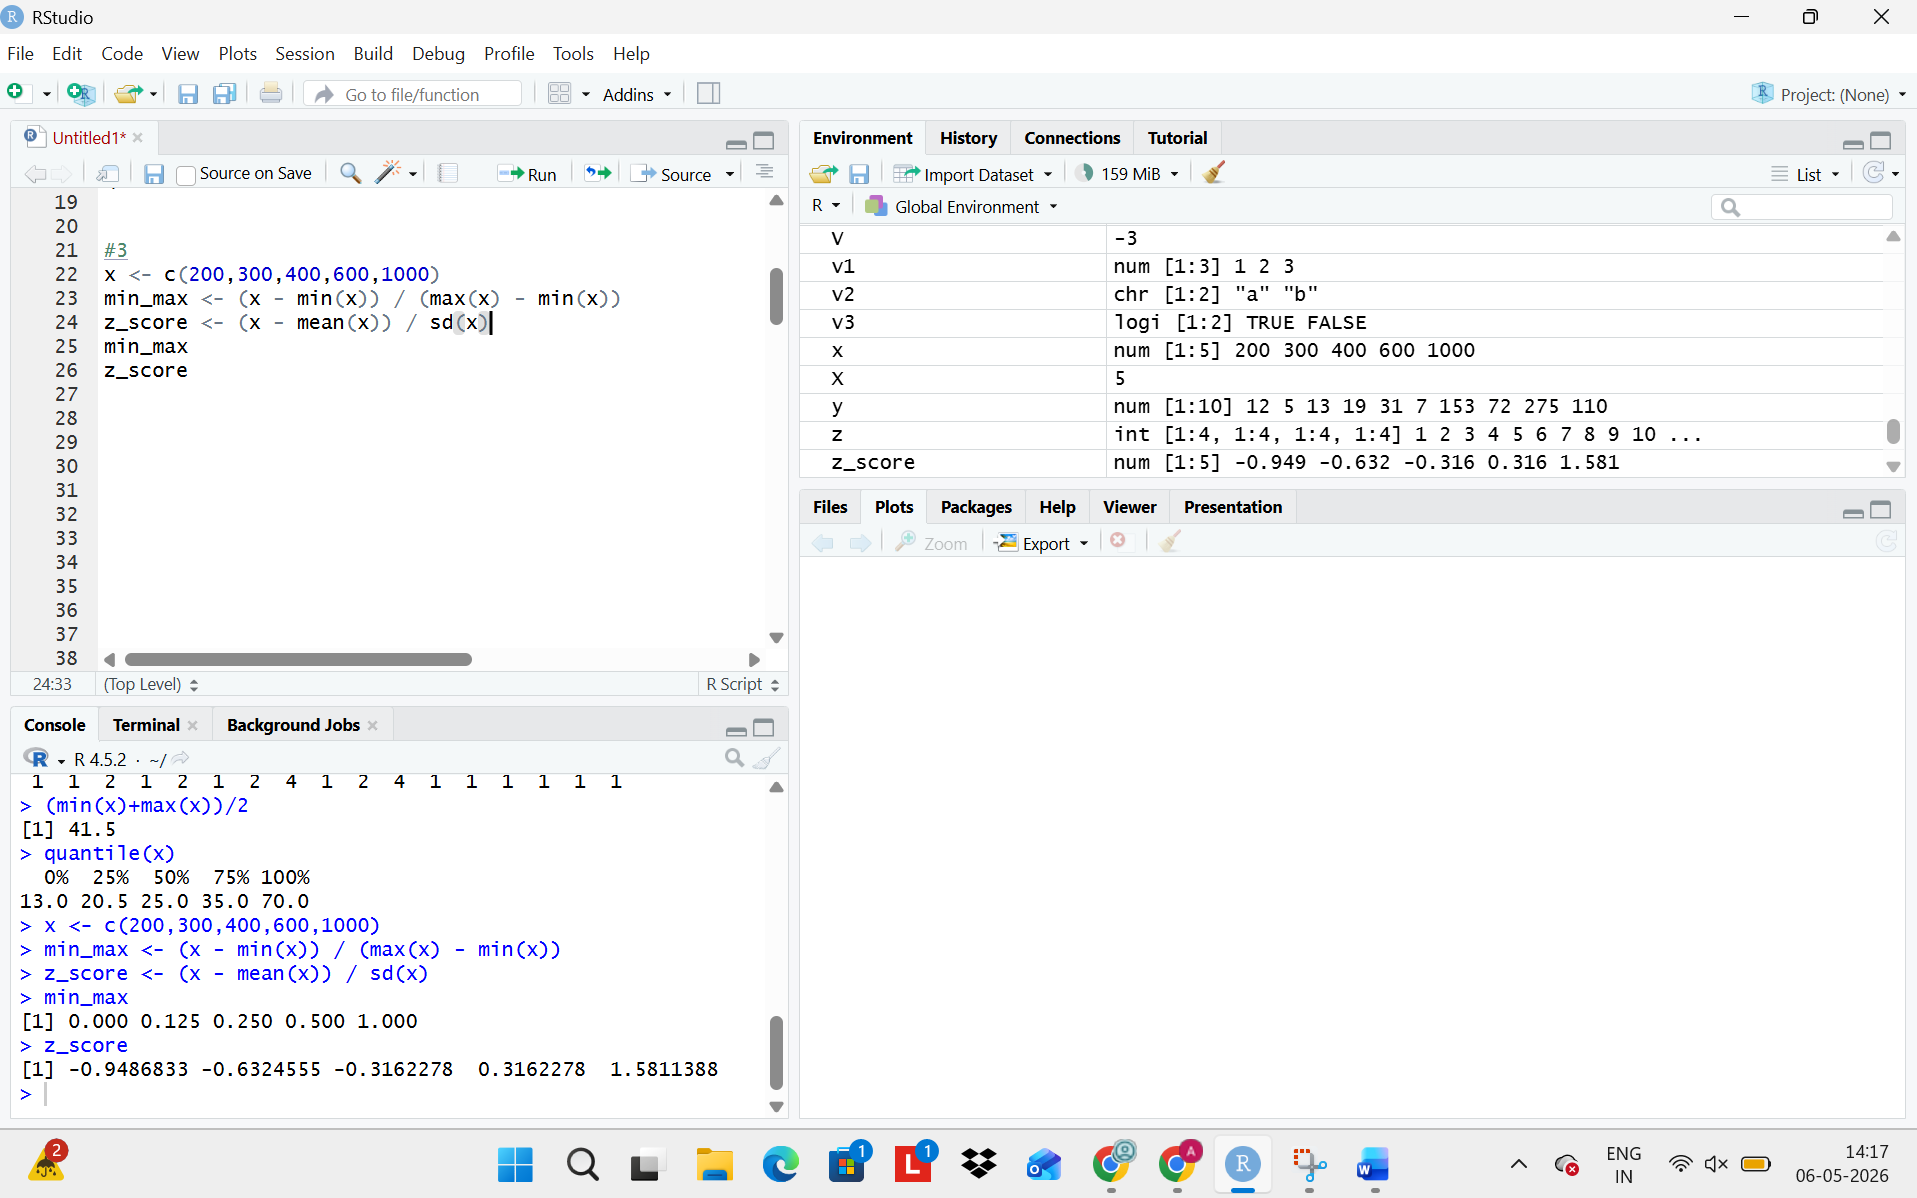 RStudio
File Edit Code View Plots Session Build Debug Profile Tools Help
Go to file/function Addins Project: (None)
Untitled1*
Source on Save Run Source
19
20
21 #3
22 x <- c(200,300,400,600,1000)
23 min_max <- (x - min(x)) / (max(x) - min(x))
24 z_score <- (x - mean(x)) / sd(x)
25 min_max
26 z_score
27
28
29
30
31
32
33
34
35
36
37
38
24:33 (Top Level) R Script
Console Terminal Background Jobs
R 4.5.2 · ~/
1 1 2 1 2 1 2 4 1 2 4 1 1 1 1 1 1
> (min(x)+max(x))/2
[1] 41.5
> quantile(x)
0% 25% 50% 75% 100%
13.0 20.5 25.0 35.0 70.0
> x <- c(200,300,400,600,1000)
> min_max <- (x - min(x)) / (max(x) - min(x))
> z_score <- (x - mean(x)) / sd(x)
> min_max
[1] 0.000 0.125 0.250 0.500 1.000
> z_score
[1] -0.9486833 -0.6324555 -0.3162278 0.3162278 1.5811388
>
Environment History Connections Tutorial
Import Dataset 159 MiB List
R Global Environment
V -3
v1 num [1:3] 1 2 3
v2 chr [1:2] "a" "b"
v3 logi [1:2] TRUE FALSE
x num [1:5] 200 300 400 600 1000
X 5
y num [1:10] 12 5 13 19 31 7 153 72 275 110
z int [1:4, 1:4, 1:4, 1:4] 1 2 3 4 5 6 7 8 9 10 ...
z_score num [1:5] -0.949 -0.632 -0.316 0.316 1.581
Files Plots Packages Help Viewer Presentation
Zoom Export
2 1 L 1 A R W
ENG
IN
14:17
06-05-2026